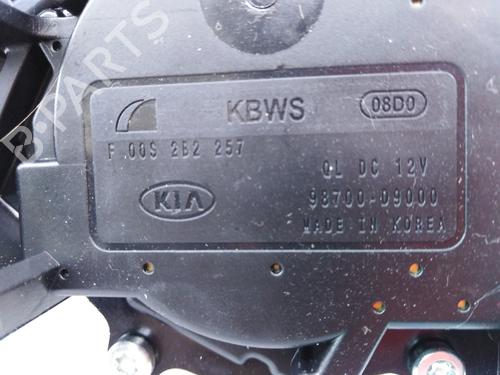 KBWS 08D0
F 00S 2B2 257 QL DC 12V
KIA 98700-D9000
MADE IN KOREA
B-PARTS